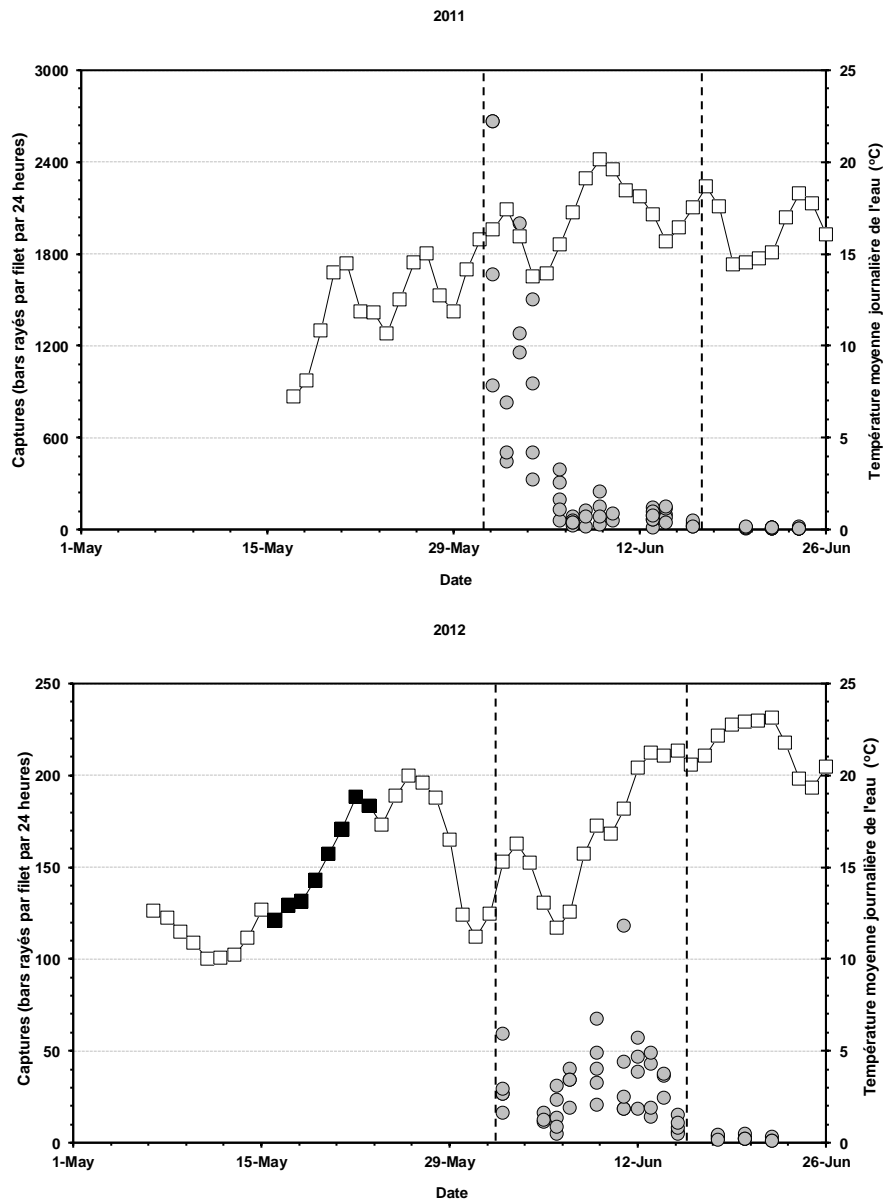 2011
3000
2400
1800
1200
600
0
Captures (bars rayés par filet par 24 heures)
25
20
15
10
5
0
Température moyenne journalière de l'eau (°C)
1-May
15-May
29-May
12-Jun
26-Jun
Date
2012
250
200
150
100
50
0
Captures (bars rayés par filet par 24 heures)
25
20
15
10
5
0
Température moyenne journalière de l'eau (°C)
1-May
15-May
29-May
12-Jun
26-Jun
Date